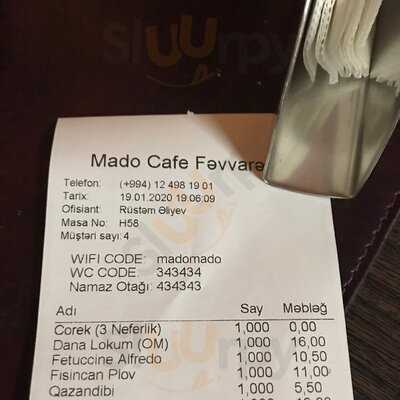 sluurpy
Mado Cafe Fəvvarə
Telefon: (+994) 12 498 19 01
Tarix: 19.01.2020 19:06:09
Ofisiant: Rüstəm Əliyev
Masa No: H58
Müştəri sayı: 4
WIFI CODE: madomado
WC CODE: 343434
Namaz Otağı: 434343
Adı Say Məbləğ
Corek (3 Neferlik) 1,000 0,00
Dana Lokum (OM) 1,000 16,00
Fetuccine Alfredo 1,000 10,50
Fisincan Plov 1,000 11,00
Qazandibi 1,000 5,50